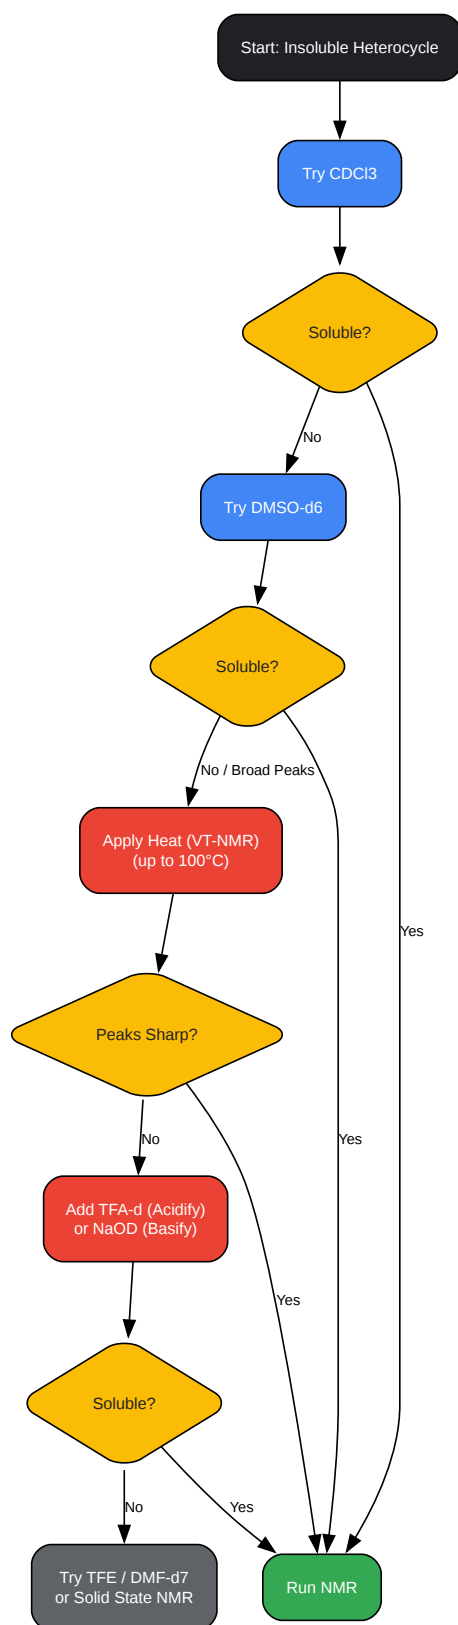 Start: Insoluble Heterocycle
Try CDCl3
Soluble?
No
Try DMSO-d6
Soluble?
No / Broad Peaks
Apply Heat (VT-NMR)
(up to 100°C)
Yes
Peaks Sharp?
No
Yes
Add TFA-d (Acidify)
or NaOD (Basify)
Yes
Soluble?
No
Yes
Try TFE / DMF-d7
or Solid State NMR
Run NMR